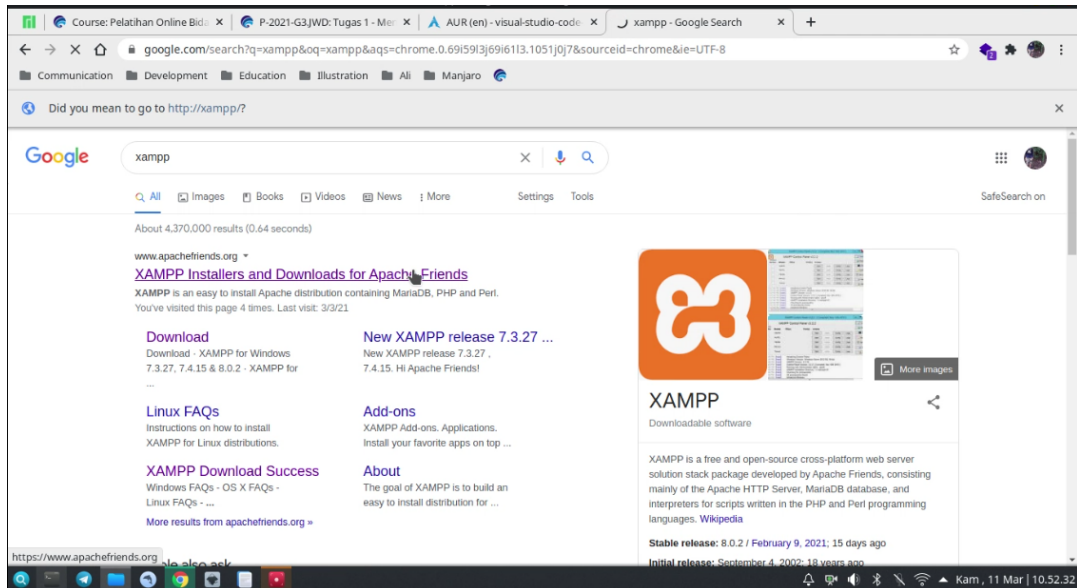 Course: Pelatihan Online Bida
P-2021-G3.JWD: Tugas 1 - Mer
AUR (en) - visual-studio-code
xampp - Google Search
google.com/search?q=xampp&oq=xampp&aqs=chrome.0.69i59l3j69i61l3.1051j0j7&sourceid=chrome&ie=UTF-8
2
Communication Development Education Illustration Ali Manjaro
Did you mean to go to http://xampp/?
Google
xampp
All Images Books Videos News More Settings Tools SafeSearch on
About 4,370,000 results (0.64 seconds)
www.apachefriends.org
XAMPP Installers and Downloads for Apache Friends
XAMPP is an easy to install Apache distribution containing MariaDB, PHP and Perl.
You've visited this page 4 times. Last visit: 3/3/21
Download
Download · XAMPP for Windows
7.3.27, 7.4.15 & 8.0.2 · XAMPP for
...
New XAMPP release 7.3.27 ...
New XAMPP release 7.3.27 ,
7.4.15. Hi Apache Friends!
Linux FAQs
Instructions on how to install
XAMPP for Linux distributions.
Add-ons
XAMPP Add-ons. Applications.
Install your favorite apps on top ...
XAMPP Download Success
Windows FAQs - OS X FAQs -
Linux FAQs - ...
About
The goal of XAMPP is to build an
easy to install distribution for ...
More results from apachefriends.org »
More images
XAMPP
Downloadable software
XAMPP is a free and open-source cross-platform web server
solution stack package developed by Apache Friends, consisting
mainly of the Apache HTTP Server, MariaDB database, and
interpreters for scripts written in the PHP and Perl programming
languages. Wikipedia
Stable release: 8.0.2 / February 9, 2021; 15 days ago
Initial release: September 4, 2002; 18 years ago
https://www.apachefriends.org
also ask
Kam , 11 Mar | 10.52.32